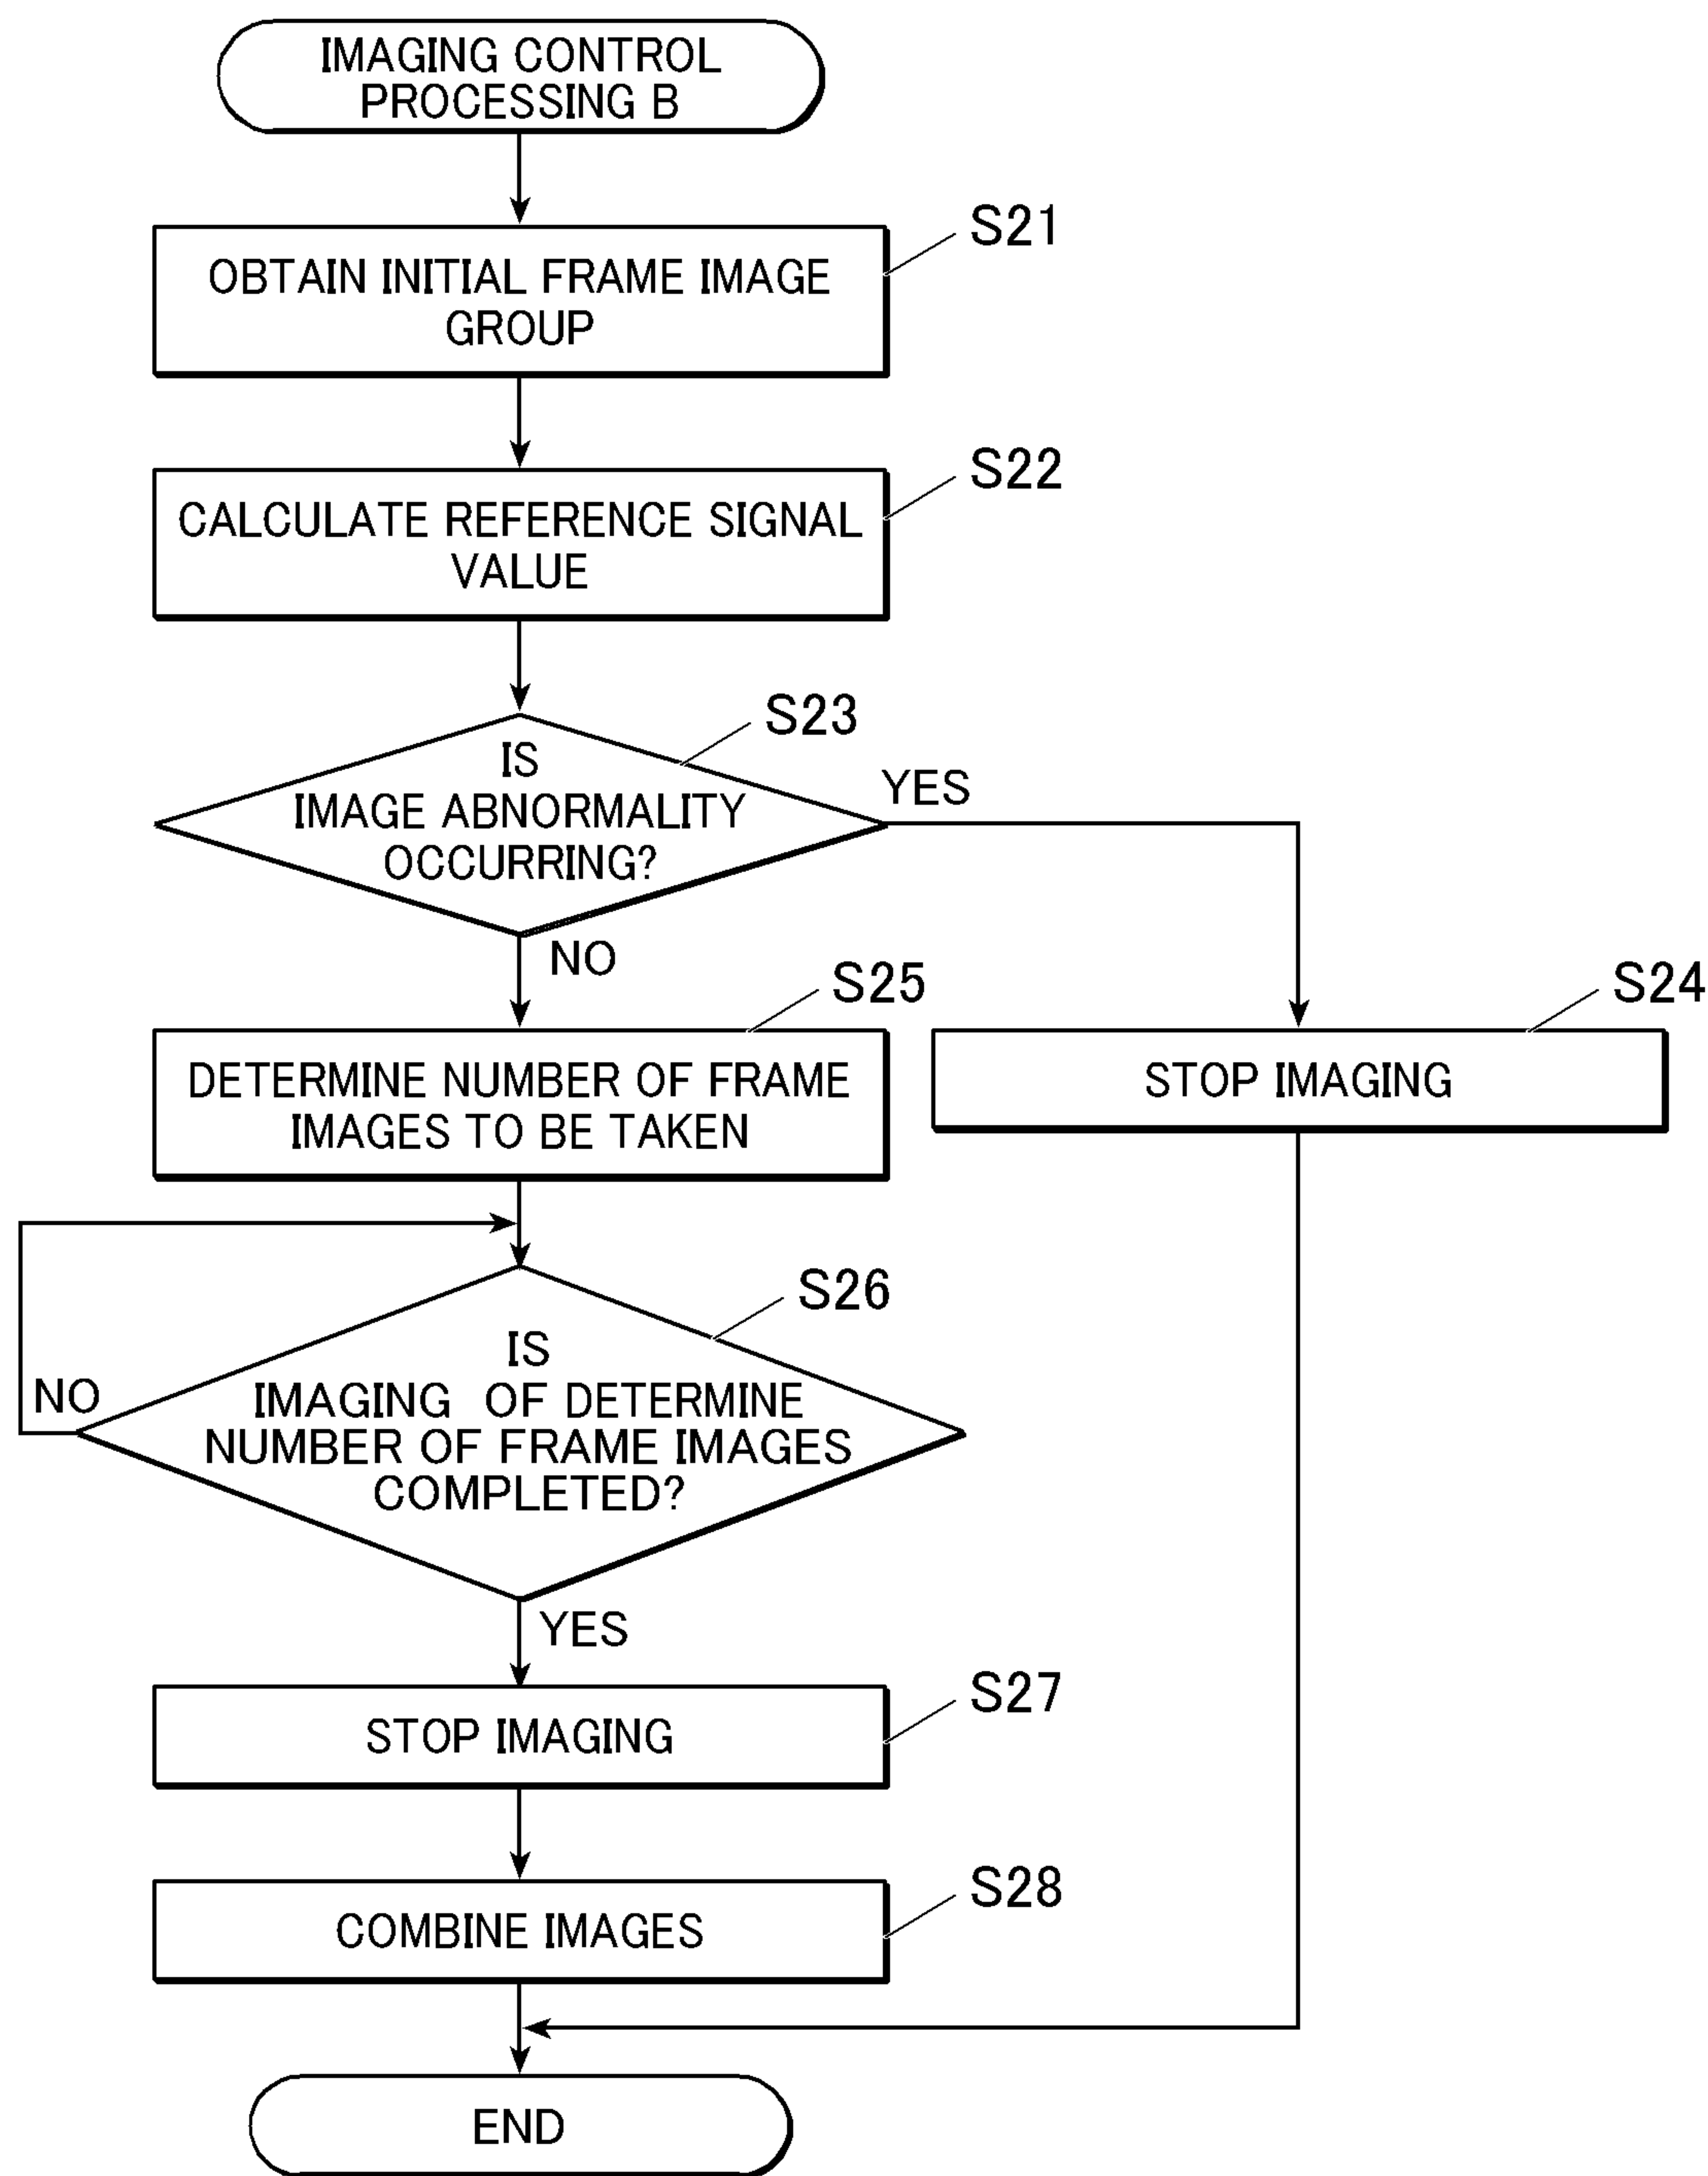 IMAGING CONTROL
PROCESSING B
S21
OBTAIN INITIAL FRAME IMAGE
GROUP
S22
CALCULATE REFERENCE SIGNAL
VALUE
S23
IS
IMAGE ABNORMALITY
OCCURRING?
YES
NO
S25
DETERMINE NUMBER OF FRAME
IMAGES TO BE TAKEN
S24
STOP IMAGING
S26
IS
IMAGING OF DETERMINE
NUMBER OF FRAME IMAGES
COMPLETED?
NO
YES
S27
STOP IMAGING
S28
COMBINE IMAGES
END